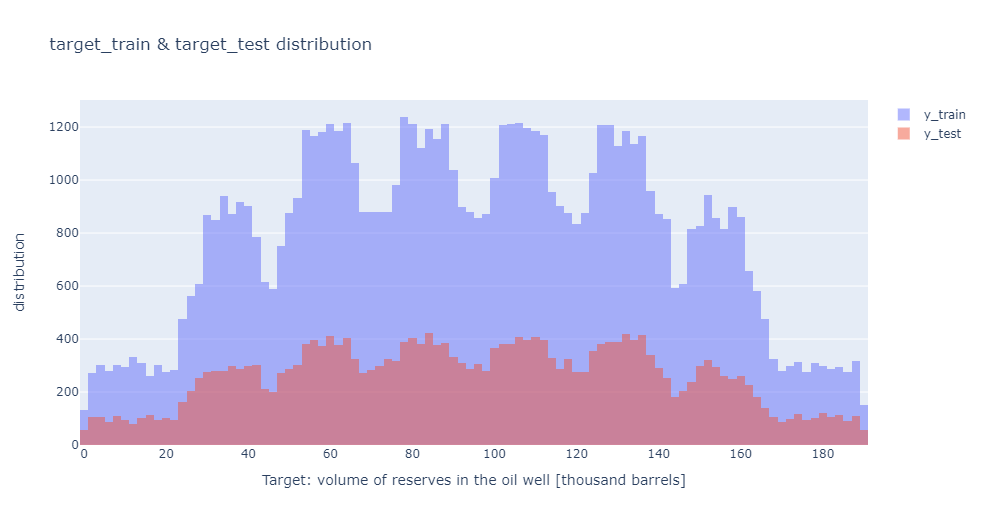 target_train & target_test distribution
y_train
y_test
distribution
1200
1000
800
600
400
200
0
0 20 40 60 80 100 120 140 160 180
Target: volume of reserves in the oil well [thousand barrels]